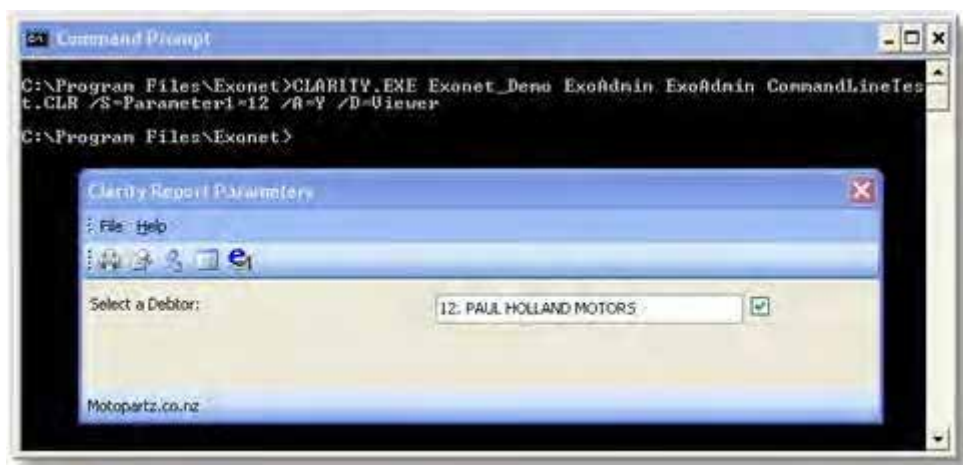 Command Prompt
C:\Program Files\Exonet>CLARITY.EXE Exonet_Demo ExoAdmin ExoAdmin CommandLineTes
t.CLR /S=Parameter1=12 /A=Y /D=Viewer
C:\Program Files\Exonet>
Clarity Report Parameters
File Help
Select a Debtor: 12: PAUL HOLLAND MOTORS
Motopartz.co.nz